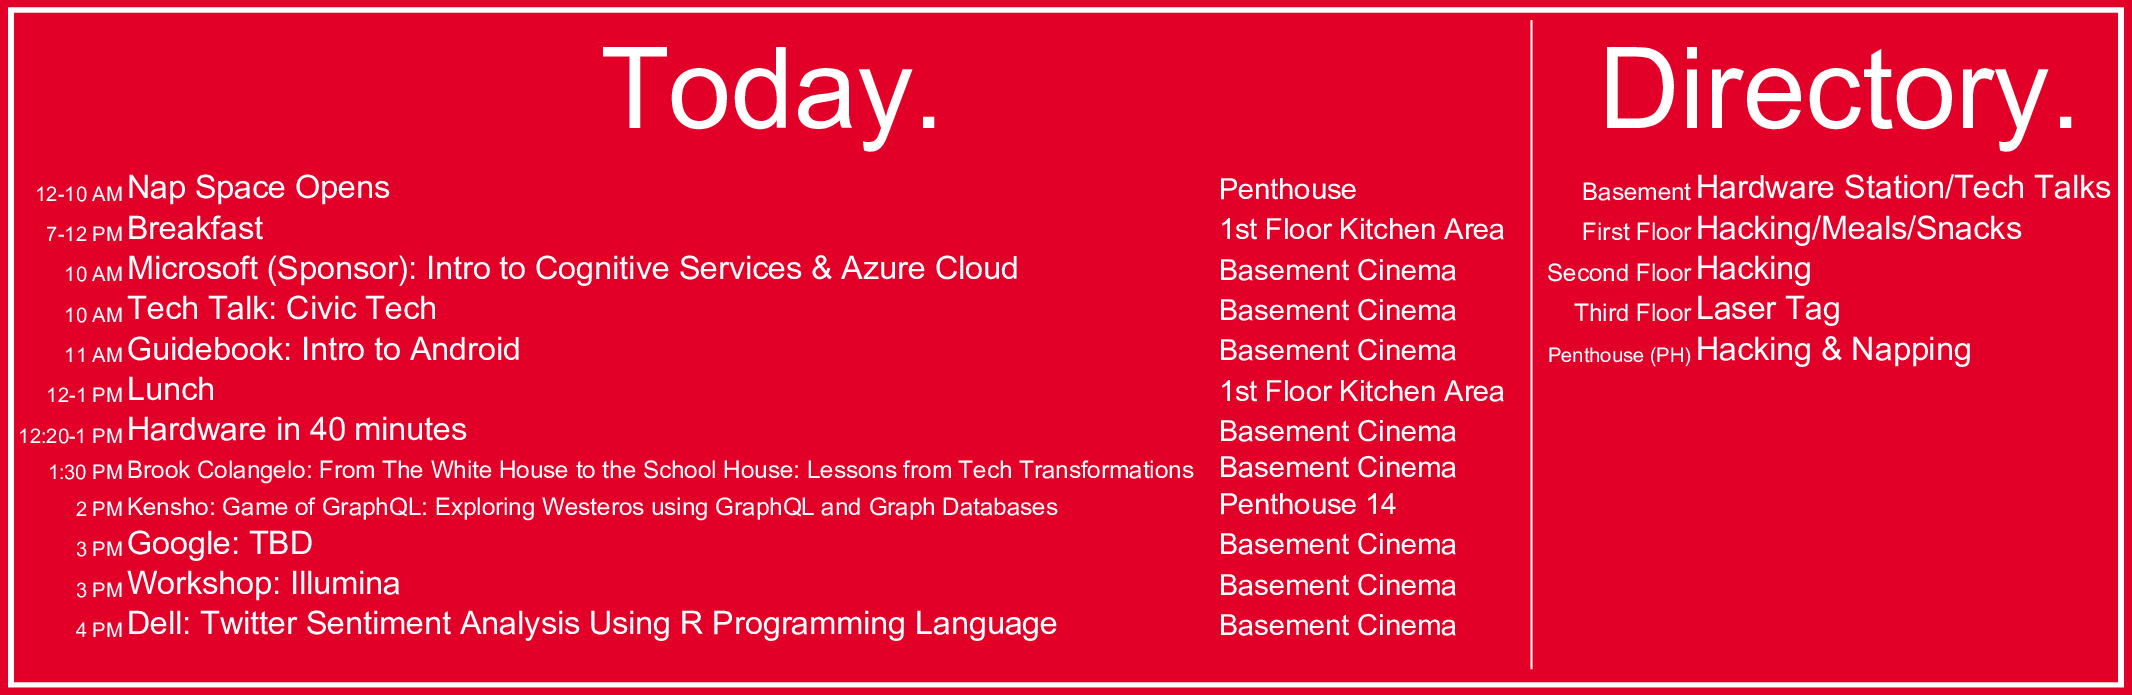 Today.
12-10 AM Nap Space Opens Penthouse
7-12 PM Breakfast 1st Floor Kitchen Area
10 AM Microsoft (Sponsor): Intro to Cognitive Services & Azure Cloud Basement Cinema
10 AM Tech Talk: Civic Tech Basement Cinema
11 AM Guidebook: Intro to Android Basement Cinema
12-1 PM Lunch 1st Floor Kitchen Area
12:20-1 PM Hardware in 40 minutes Basement Cinema
1:30 PM Brook Colangelo: From The White House to the School House: Lessons from Tech Transformations Basement Cinema
2 PM Kensho: Game of GraphQL: Exploring Westeros using GraphQL and Graph Databases Penthouse 14
3 PM Google: TBD Basement Cinema
3 PM Workshop: Illumina Basement Cinema
4 PM Dell: Twitter Sentiment Analysis Using R Programming Language Basement Cinema
Directory.
Basement Hardware Station/Tech Talks
First Floor Hacking/Meals/Snacks
Second Floor Hacking
Third Floor Laser Tag
Penthouse (PH) Hacking & Napping